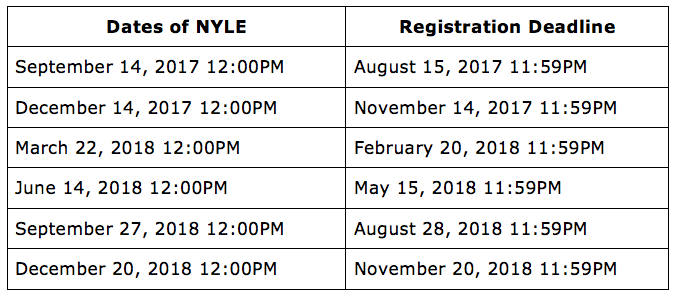 Dates of NYLE Registration Deadline
September 14, 2017 12:00PM August 15, 2017 11:59PM
December 14, 2017 12:00PM November 14, 2017 11:59PM
March 22, 2018 12:00PM February 20, 2018 11:59PM
June 14, 2018 12:00PM May 15, 2018 11:59PM
September 27, 2018 12:00PM August 28, 2018 11:59PM
December 20, 2018 12:00PM November 20, 2018 11:59PM